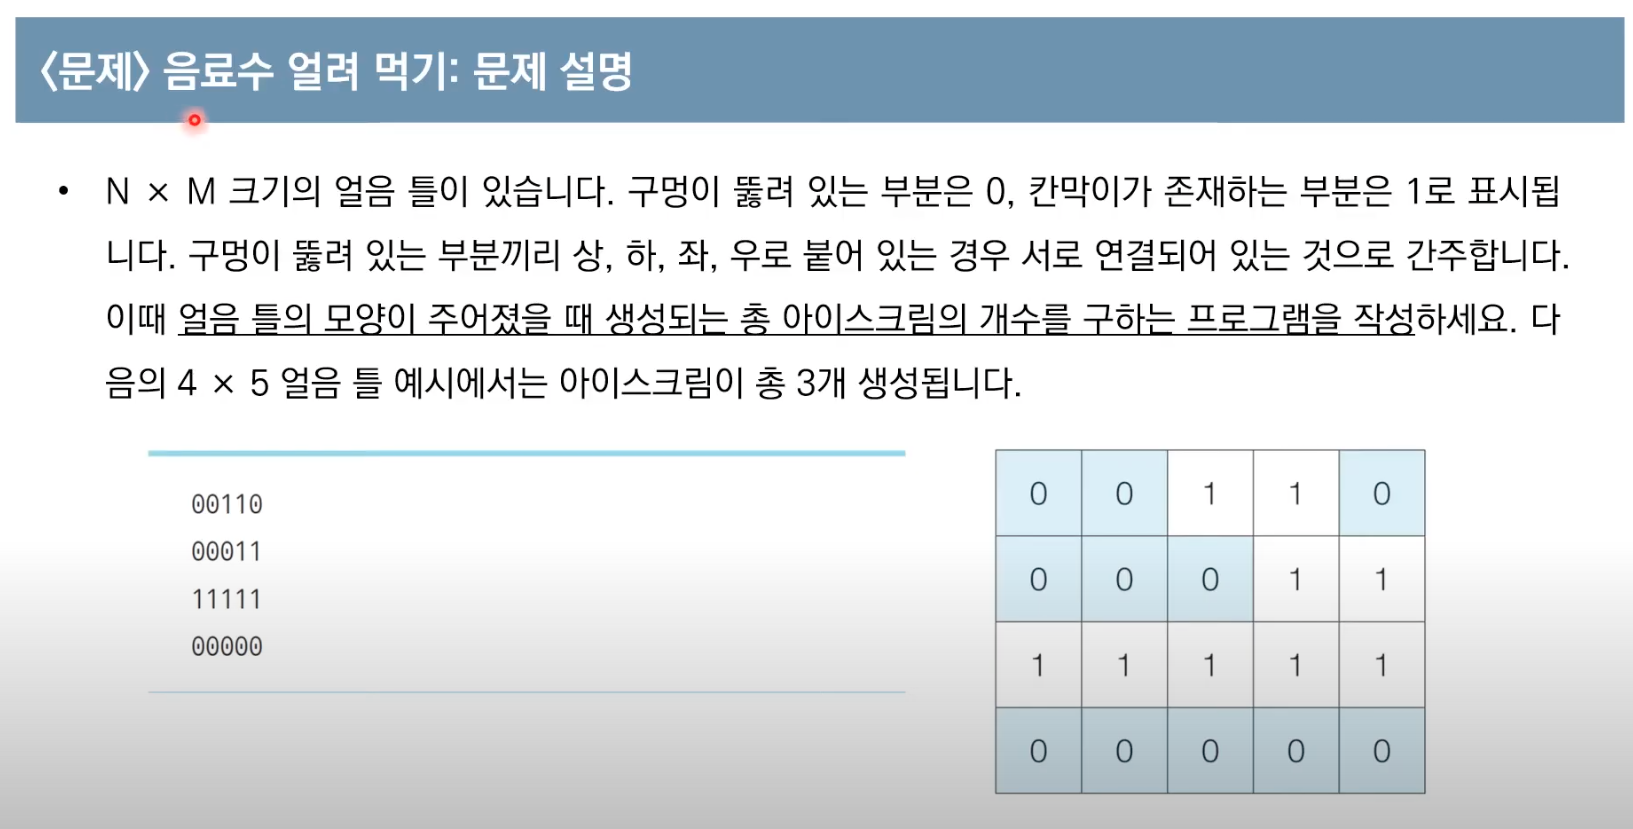 <문제> 음료수 얼려 먹기: 문제 설명
• N × M 크기의 얼음 틀이 있습니다. 구멍이 뚫려 있는 부분은 0, 칸막이가 존재하는 부분은 1로 표시됩
니다. 구멍이 뚫려 있는 부분끼리 상, 하, 좌, 우로 붙어 있는 경우 서로 연결되어 있는 것으로 간주합니다.
이때 얼음 틀의 모양이 주어졌을 때 생성되는 총 아이스크림의 개수를 구하는 프로그램을 작성하세요. 다
음의 4 × 5 얼음 틀 예시에서는 아이스크림이 총 3개 생성됩니다.
00110
00011
11111
00000
0 0 1 1 0
0 0 0 1 1
1 1 1 1 1
0 0 0 0 0